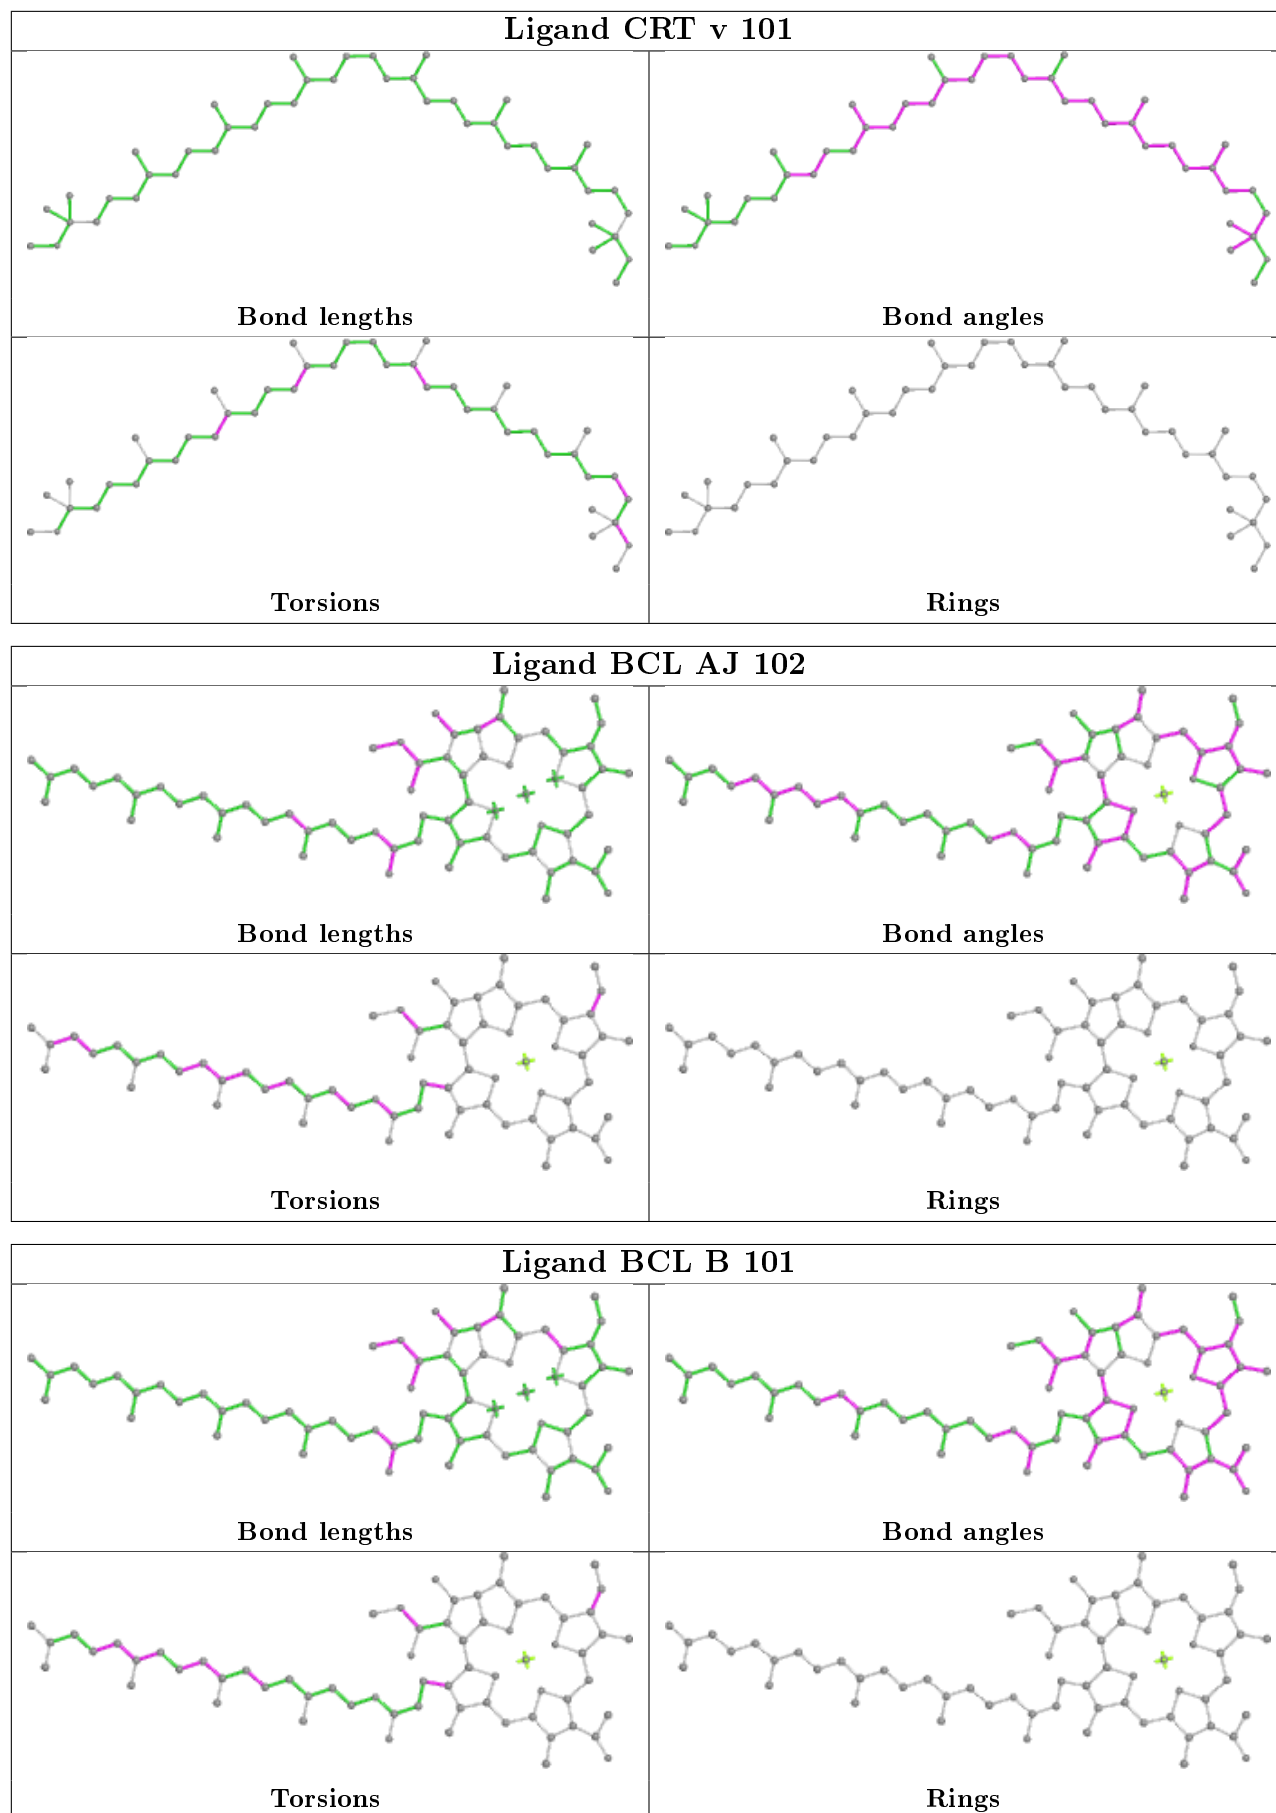 Ligand CRT v 101
Bond lengths
Bond angles
Torsions
Rings
Ligand BCL AJ 102
Bond lengths
Bond angles
Torsions
Rings
Ligand BCL B 101
Bond lengths
Bond angles
Torsions
Rings